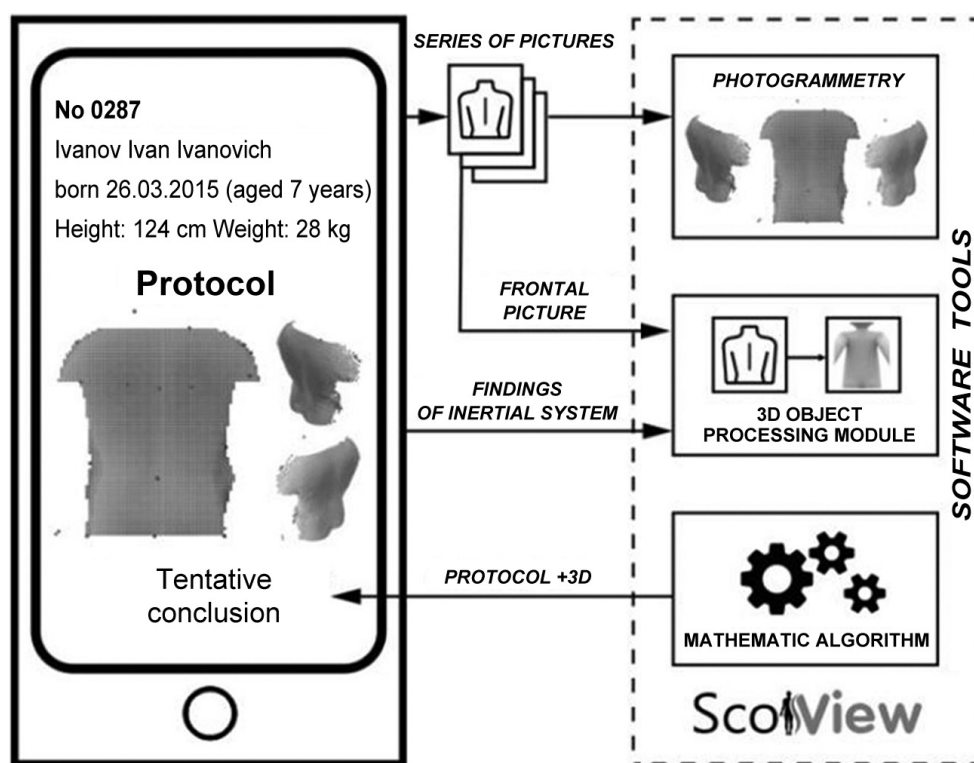 No 0287
Ivanov Ivan Ivanovich
born 26.03.2015 (aged 7 years)
Height: 124 cm Weight: 28 kg
Protocol
Tentative
conclusion
SERIES OF PICTURES
FRONTAL
PICTURE
FINDINGS
OF INERTIAL SYSTEM
PROTOCOL +3D
PHOTOGRAMMETRY
3D OBJECT
PROCESSING MODULE
MATHEMATIC ALGORITHM
ScoliView
SOFTWARE TOOLS